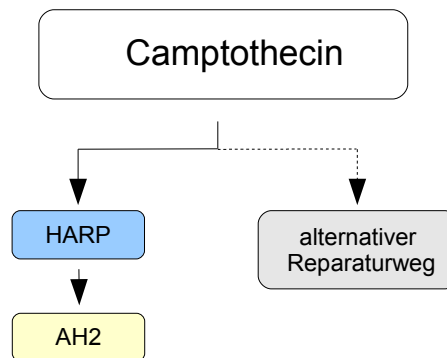 Camptothecin
HARP
alternativer
Reparaturweg
AH2